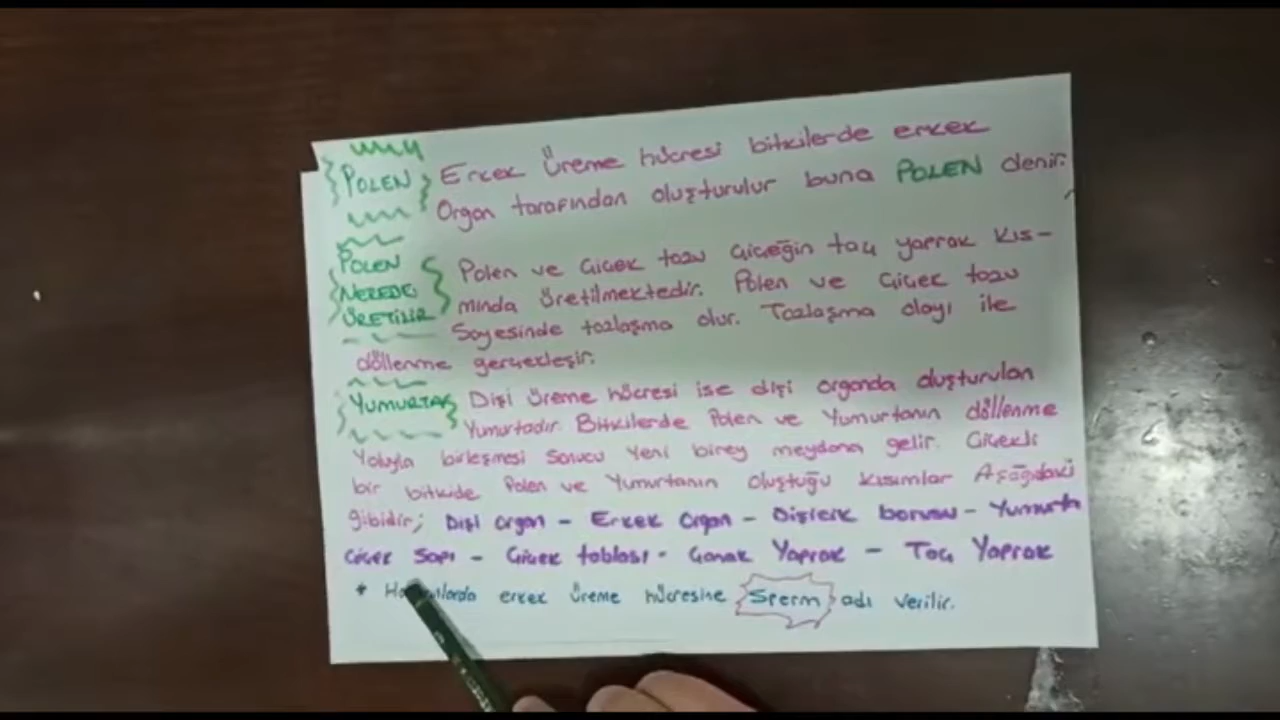 POLEN
Erkek üreme hücresi bitkilerde erkek
Organ tarafından oluşturulur buna POLEN denir.
POLEN
NEREDE
ÜRETİLİR
Polen ve Çiçek tozu Çiçeğin taç yaprak kıs-
mında üretilmektedir. Polen ve Çiçek tozu
Sayesinde tozlaşma olur. Tozlaşma olayı ile
döllenme gerçekleşir.
YUMURTA
Dişi üreme hücresi ise dişi organda oluşturulan
Yumurtadır. Bitkilerde Polen ve Yumurtanın döllenme
Yoluyla birleşmesi sonucu yeni birey meydana gelir. Çiçekli
bir bitkide Polen ve Yumurtanın oluştuğu kısımlar Aşağıdaki
gibidir; Dişi organ - Erkek organ - Dişicik borusu - Yumurta
Çiçek Sapı - Çiçek tablası - Çanak Yaprak - Taç Yaprak
* erkek üreme hücresine Sperm adı verilir.